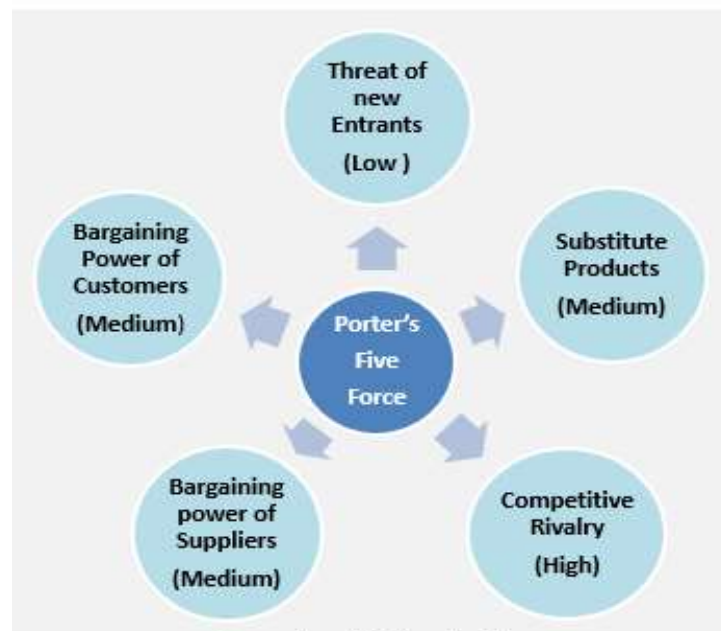 Threat of
new
Entrants
(Low )
Bargaining
Power of
Customers
(Medium)
Substitute
Products
(Medium)
Porter's
Five
Force
Bargaining
power of
Suppliers
(Medium)
Competitive
Rivalry
(High)